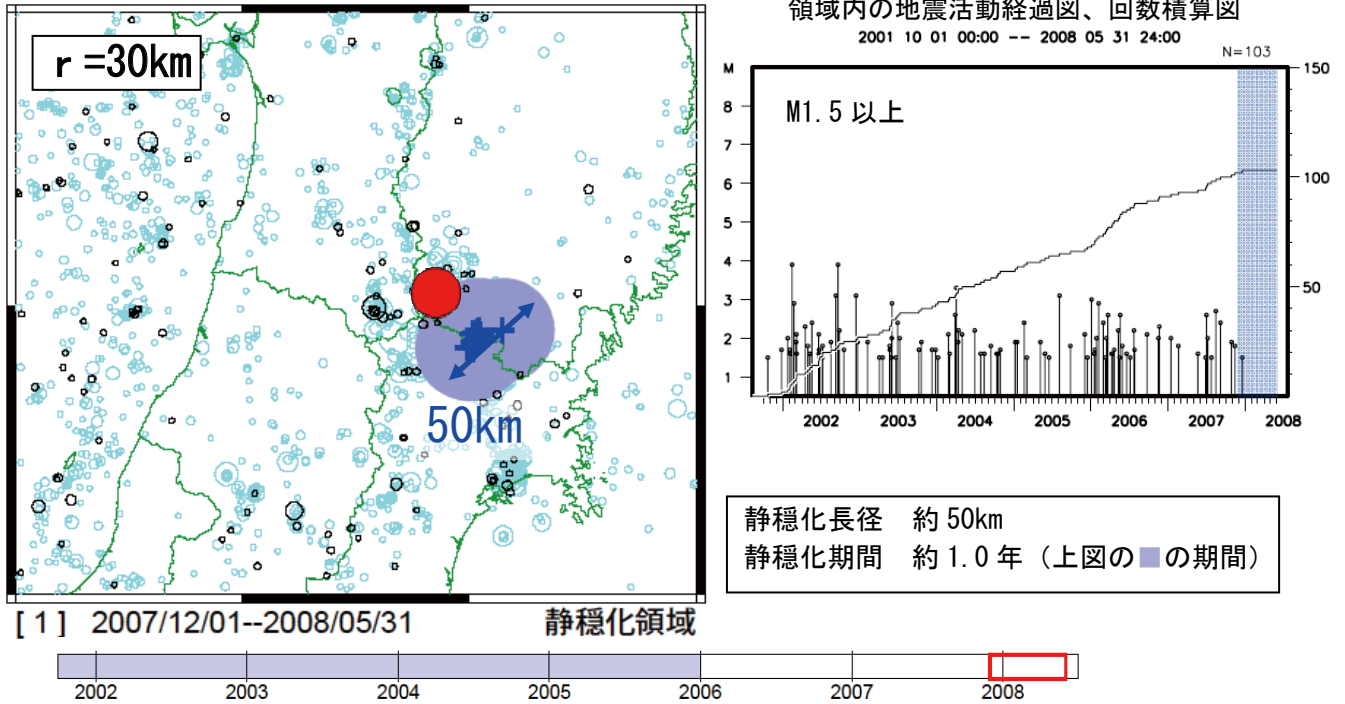 領域内の地震活動経過図、回数積算図
2001 10 01 00:00 -- 2008 05 31 24:00
N=103
r=30km
50km
M
8
7
6
5
4
3
2
1
M1.5 以上
150
100
50
2002 2003 2004 2005 2006 2007 2008
静穏化長径 約 50km
静穏化期間 約 1.0 年（上図の■の期間）
[ 1 ] 2007/12/01--2008/05/31 静穏化領域
2002 2003 2004 2005 2006 2007 2008